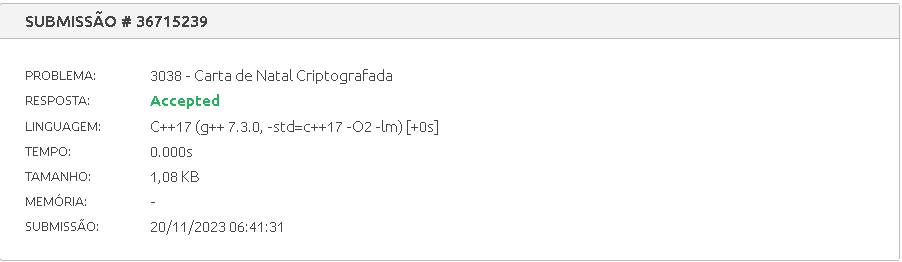 SUBMISSÃO # 36715239
PROBLEMA: 3038 - Carta de Natal Criptografada
RESPOSTA: Accepted
LINGUAGEM: C++17 (g++ 7.3.0, -std=c++17 -O2 -lm) [+0s]
TEMPO: 0.000s
TAMANHO: 1,08 KB
MEMÓRIA: -
SUBMISSÃO: 20/11/2023 06:41:31